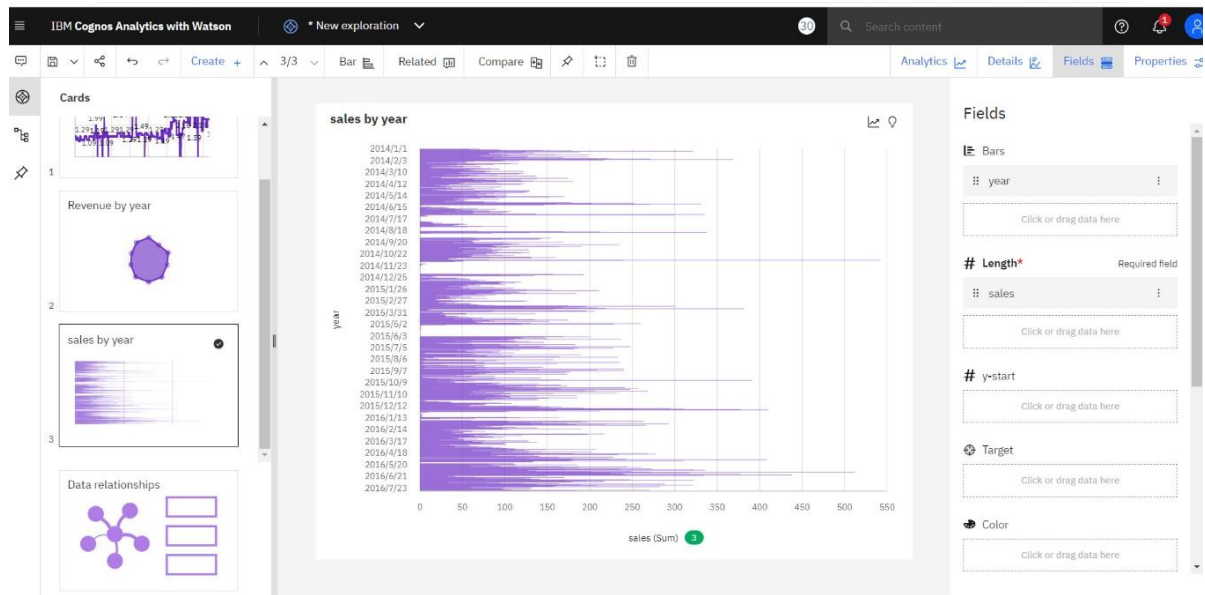 IBM Cognos Analytics with Watson
* New exploration
30
Search content
1
Create +
3/3
Bar
Related
Compare
Analytics
Details
Fields
Properties
Cards
1
Revenue by year
2
sales by year
3
Data relationships
sales by year
2014/1/1
2014/2/3
2014/3/10
2014/4/12
2014/5/14
2014/6/15
2014/7/17
2014/8/18
2014/9/20
2014/10/22
2014/11/23
2014/12/25
2015/1/26
2015/2/27
2015/3/31
2015/5/2
2015/6/3
2015/7/5
2015/8/6
2015/9/7
2015/10/9
2015/11/10
2015/12/12
2016/1/13
2016/2/14
2016/3/17
2016/4/18
2016/5/20
2016/6/21
2016/7/23
year
0 50 100 150 200 250 300 350 400 450 500 550
sales (Sum) 3
Fields
Bars
year
Click or drag data here
# Length* Required field
sales
Click or drag data here
# y-start
Click or drag data here
Target
Click or drag data here
Color
Click or drag data here